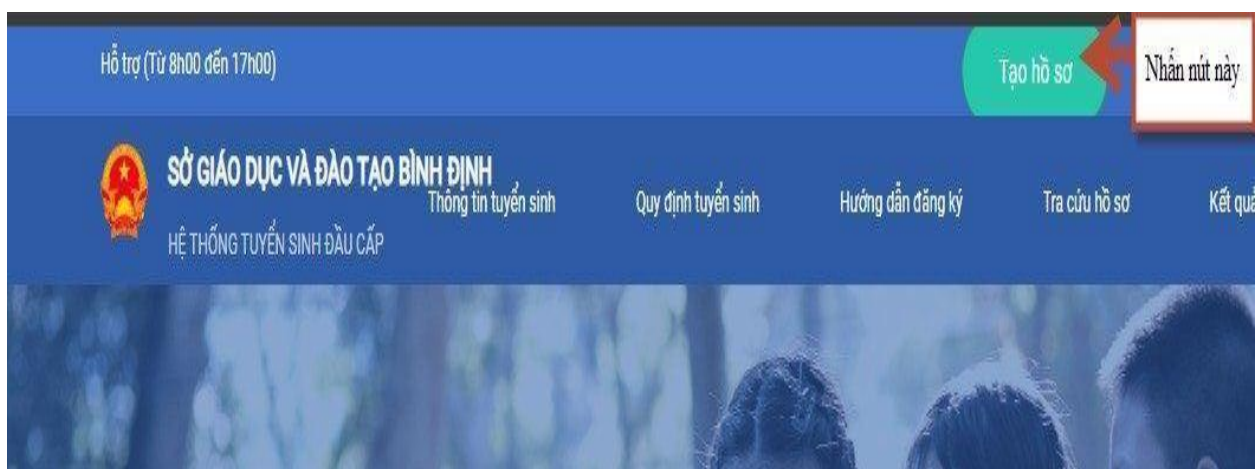 Hỗ trợ (Từ 8h00 đến 17h00)
Tạo hồ sơ
Nhấn nút này
SỞ GIÁO DỤC VÀ ĐÀO TẠO BÌNH ĐỊNH
HỆ THỐNG TUYỂN SINH ĐẦU CẤP
Thông tin tuyển sinh
Quy định tuyển sinh
Hướng dẫn đăng ký
Tra cứu hồ sơ
Kết quả